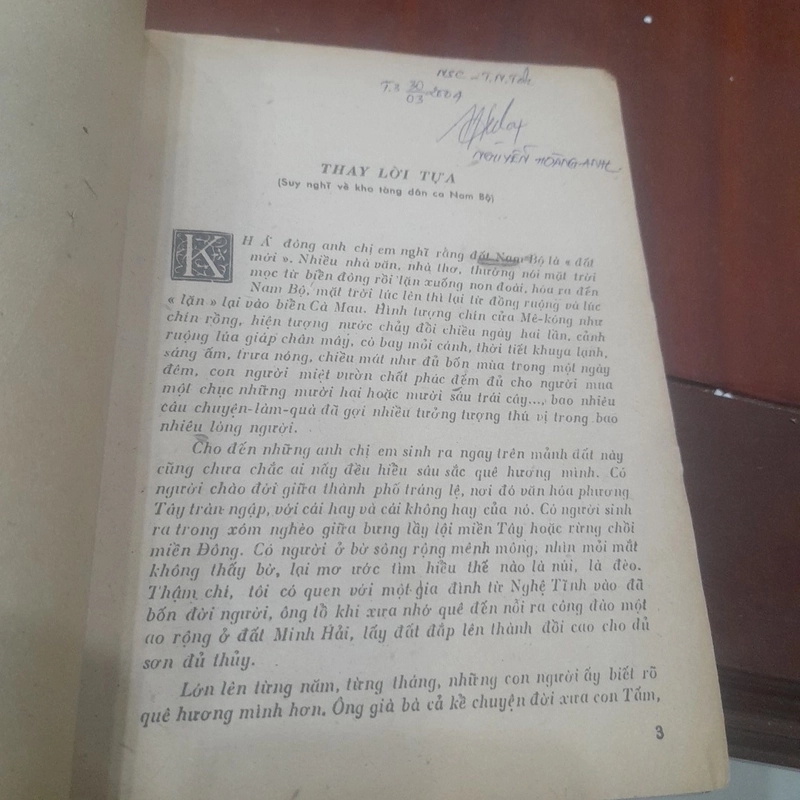 NSC - T.N.
T.3 30/03 2004
NGUYỄN HOÀNG ANH
THAY LỜI TỰA
(Suy nghĩ về kho tàng dân ca Nam Bộ)
KHÁ đông anh chị em nghĩ rằng đất Nam Bộ là « đất
mới ». Nhiều nhà văn, nhà thơ, thường nói mặt trời
mọc từ biển đông rồi lặn xuống non đoài, hóa ra đến
Nam Bộ, mặt trời lúc lên thì lại từ đồng ruộng và lúc
« lặn » lại vào biển Cà Mau. Hình tượng chín cửa Mê-kông như
chín rồng, hiện tượng nước chảy đổi chiều ngày hai lần, cảnh
ruộng lúa giáp chân mây, cò bay mỏi cánh, thời tiết khuya lạnh,
sáng ấm, trưa nóng, chiều mát như đủ bốn mùa trong một ngày
đêm, con người miệt vườn chất phác đếm đủ cho người mua
một chục những mười hai hoặc mười sáu trái cây..., bao nhiêu
câu chuyện-làm-quà đã gợi nhiều tưởng tượng thú vị trong bao
nhiêu lòng người.
Cho đến những anh chị em sinh ra ngay trên mảnh đất này
cũng chưa chắc ai nấy đều hiểu sâu sắc quê hương mình. Có
người chào đời giữa thành phố tráng lệ, nơi đó văn hóa phương
Tây tràn ngập, với cái hay và cái không hay của nó. Có người sinh
ra trong xóm nghèo giữa bưng lầy lội miền Tây hoặc rừng chồi
miền Đông. Có người ở bờ sông rộng mênh mông, nhìn mỏi mắt
không thấy bờ, lại mơ ước tìm hiểu thế nào là núi, là đèo.
Thậm chí, tôi có quen với một gia đình từ Nghệ Tĩnh vào đã
bốn đời người, ông tổ khi xưa nhớ quê đến nỗi ra công đào một
ao rộng ở đất Minh Hải, lấy đất đắp lên thành đồi cao cho đủ
sơn đủ thủy.
Lớn lên từng năm, từng tháng, những con người ấy biết rõ
quê hương mình hơn. Ông già bà cả kể chuyện đời xưa con Tấm,
3